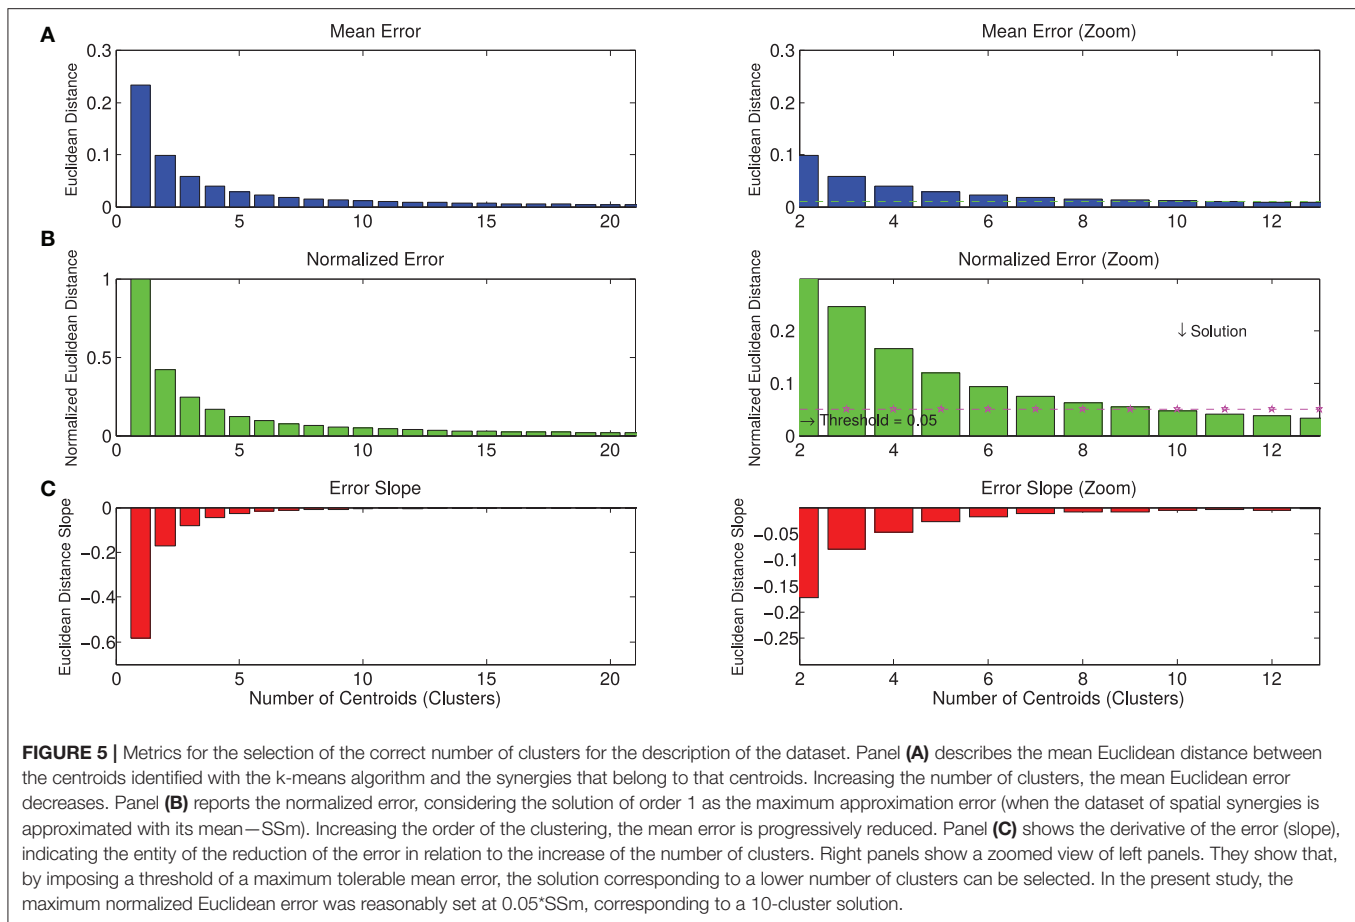 A
Mean Error
Mean Error (Zoom)
Euclidean Distance
0.3
0.2
0.1
0
0 5 10 15 20
Euclidean Distance
0.3
0.2
0.1
0
2 4 6 8 10 12
B
Normalized Error
Normalized Error (Zoom)
Normalized Euclidean Distance
1
0.5
0
0 5 10 15 20
Normalized Euclidean Distance
0.2
0.1
0
↓ Solution
→ Threshold = 0.05
2 4 6 8 10 12
C
Error Slope
Error Slope (Zoom)
Euclidean Distance Slope
0
−0.2
−0.4
−0.6
0 5 10 15 20
Number of Centroids (Clusters)
Euclidean Distance Slope
−0.05
−0.1
−0.15
−0.2
−0.25
2 4 6 8 10 12
Number of Centroids (Clusters)
FIGURE 5 | Metrics for the selection of the correct number of clusters for the description of the dataset. Panel (A) describes the mean Euclidean distance between
the centroids identified with the k-means algorithm and the synergies that belong to that centroids. Increasing the number of clusters, the mean Euclidean error
decreases. Panel (B) reports the normalized error, considering the solution of order 1 as the maximum approximation error (when the dataset of spatial synergies is
approximated with its mean—SSm). Increasing the order of the clustering, the mean error is progressively reduced. Panel (C) shows the derivative of the error (slope),
indicating the entity of the reduction of the error in relation to the increase of the number of clusters. Right panels show a zoomed view of left panels. They show that,
by imposing a threshold of a maximum tolerable mean error, the solution corresponding to a lower number of clusters can be selected. In the present study, the
maximum normalized Euclidean error was reasonably set at 0.05*SSm, corresponding to a 10-cluster solution.